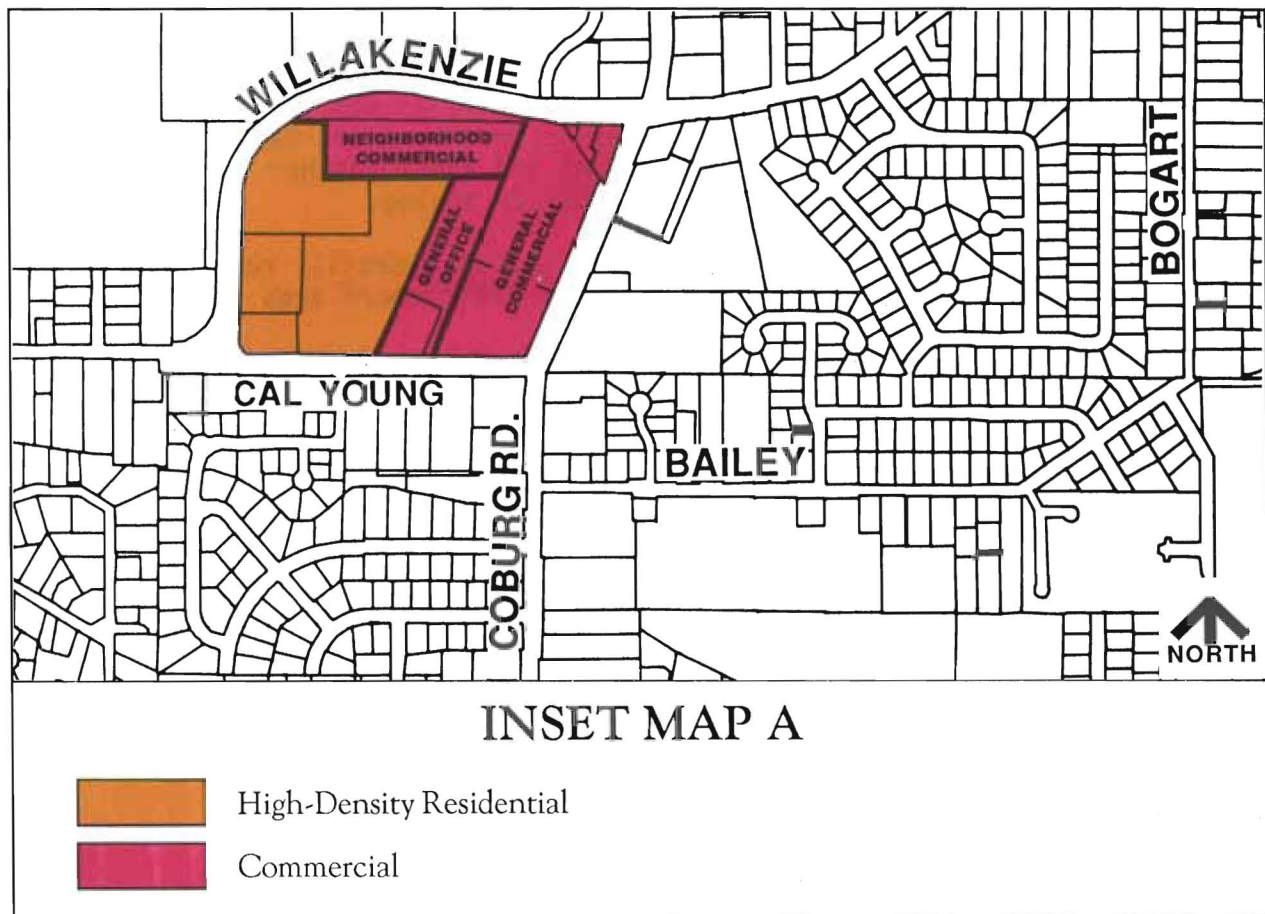 WILLAKENZIE
NEIGHBORHOOD
COMMERCIAL
GENERAL
OFFICE
GENERAL
COMMERCIAL
BOGART
CAL YOUNG
COBURG RD.
BAILEY
NORTH
INSET MAP A
High-Density Residential
Commercial